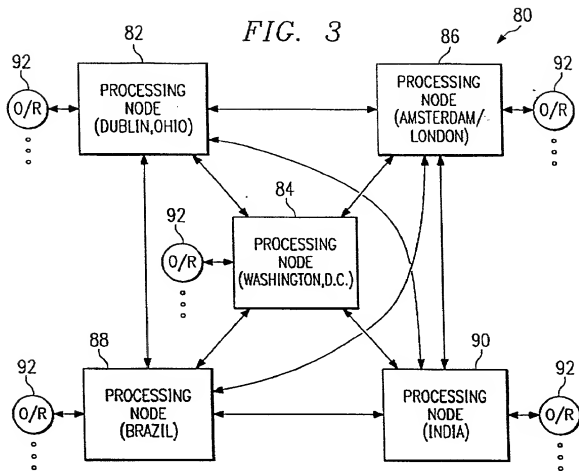 FIG. 3
80
82
86
92
92
O/R
PROCESSING
NODE
(DUBLIN,OHIO)
PROCESSING
NODE
(AMSTERDAM/
LONDON)
O/R
84
92
O/R
PROCESSING
NODE
(WASHINGTON,D.C.)
88
90
92
92
O/R
PROCESSING
NODE
(BRAZIL)
PROCESSING
NODE
(INDIA)
O/R